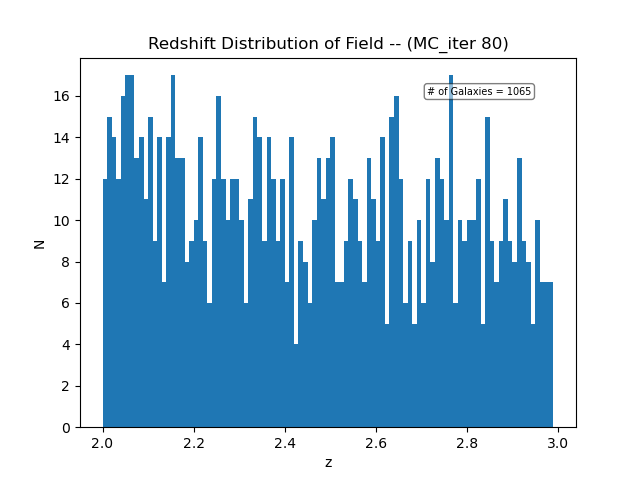 Redshift Distribution of Field -- (MC_iter 80)
# of Galaxies = 1065
16
14
12
10
8
6
4
2
0
N
2.0 2.2 2.4 2.6 2.8 3.0
z